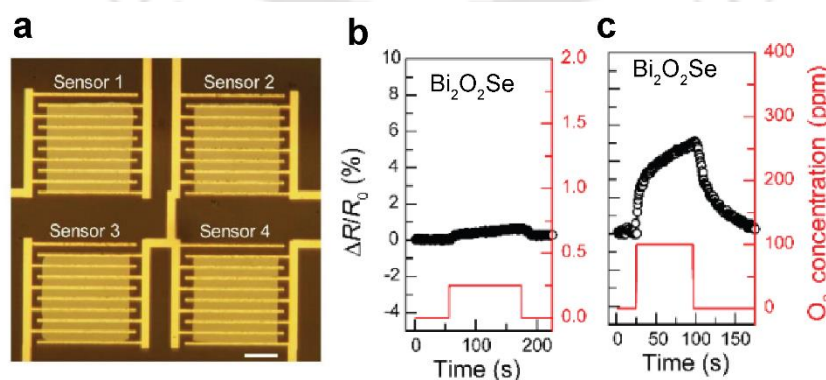 a
Sensor 1
Sensor 2
Sensor 3
Sensor 4
b
Bi₂O₂Se
ΔR/R₀ (%)
10
8
6
4
2
0
-2
-4
2.0
1.5
1.0
0.5
0.0
0
100
200
Time (s)
c
Bi₂O₂Se
400
300
200
100
0
O₂ concentration (ppm)
0
50
100
150
Time (s)